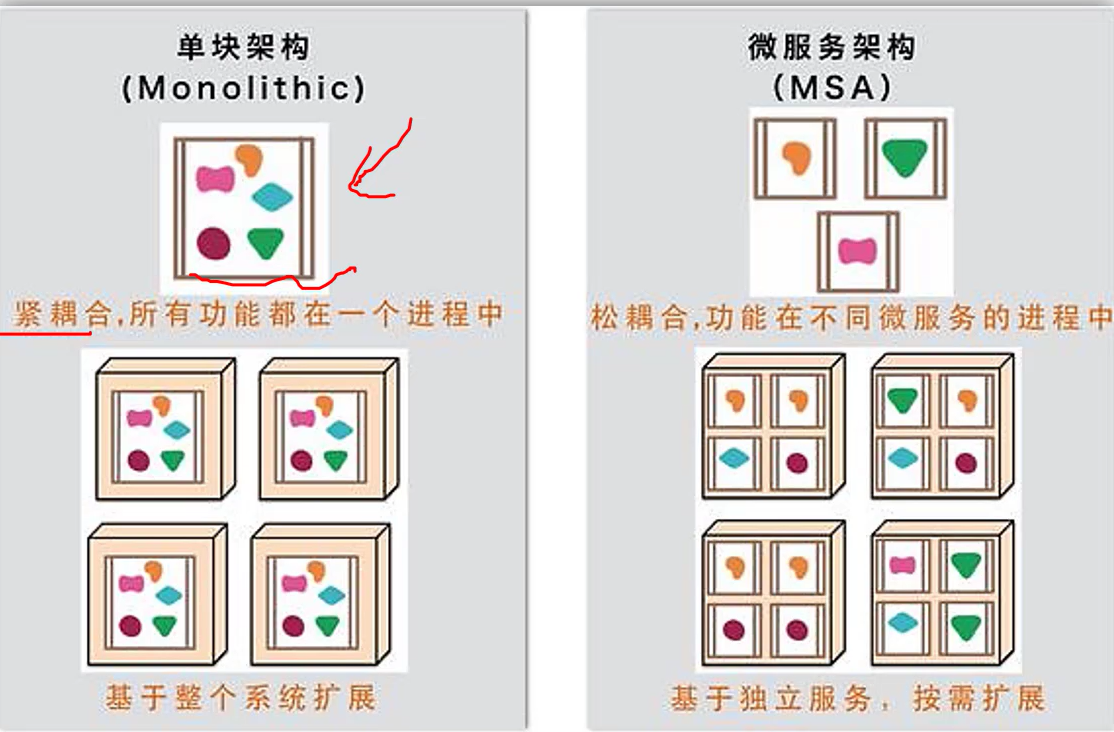 单块架构
(Monolithic)
紧耦合,所有功能都在一个进程中
基于整个系统扩展
微服务架构
(MSA)
松耦合,功能在不同微服务的进程中
基于独立服务，按需扩展